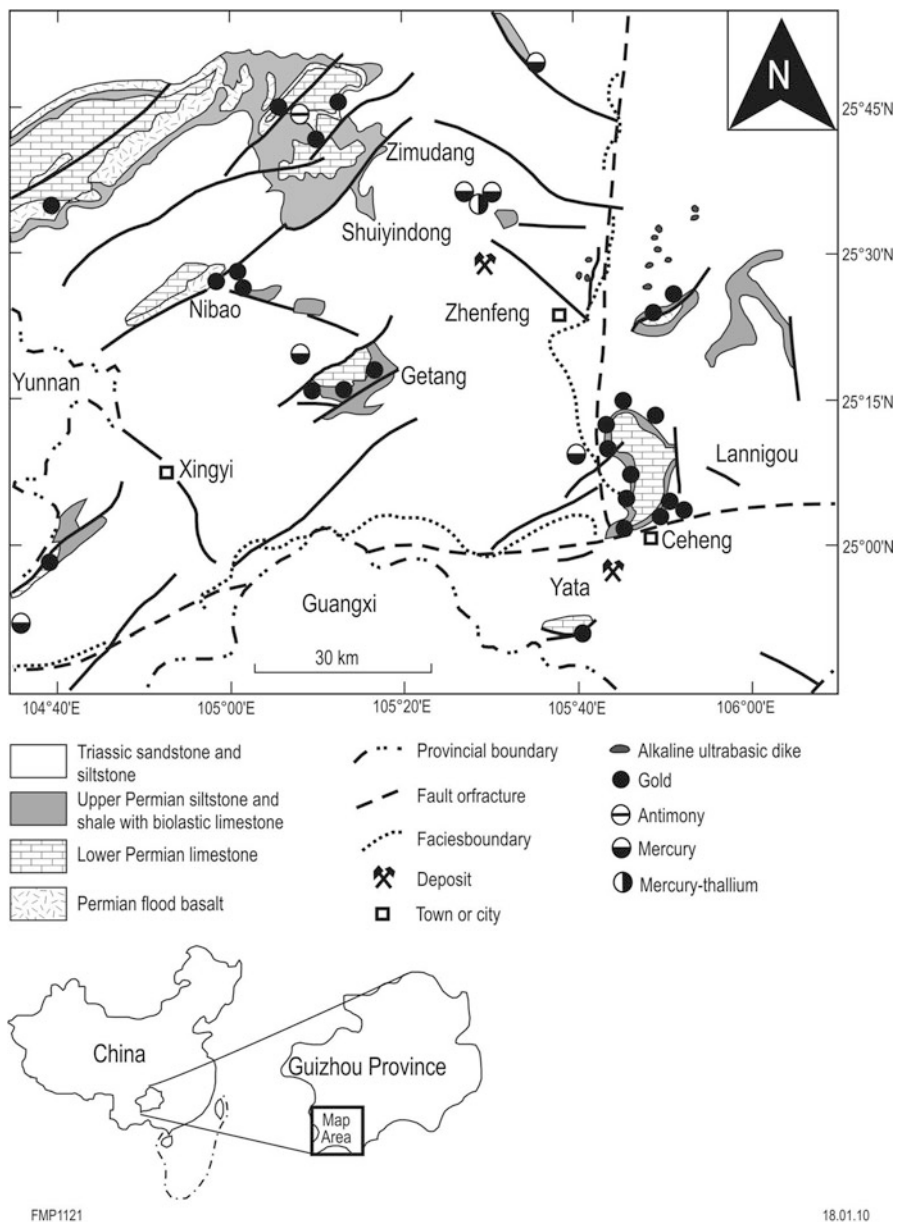 N
25°45'N
Zimudang
Shuiyindong
25°30'N
Nibao
Zhenfeng
Yunnan
Getang
25°15'N
Xingyi
Lannigou
Ceheng
25°00'N
Yata
Guangxi
30 km
104°40'E
105°00'E
105°20'E
105°40'E
106°00'E
Triassic sandstone and
siltstone
Upper Permian siltstone and
shale with biolastic limestone
Lower Permian limestone
Permian flood basalt
Provincial boundary
Fault orfracture
Faciesboundary
Deposit
Town or city
Alkaline ultrabasic dike
Gold
Antimony
Mercury
Mercury-thallium
China
Guizhou Province
Map
Area
FMP1121
18.01.10